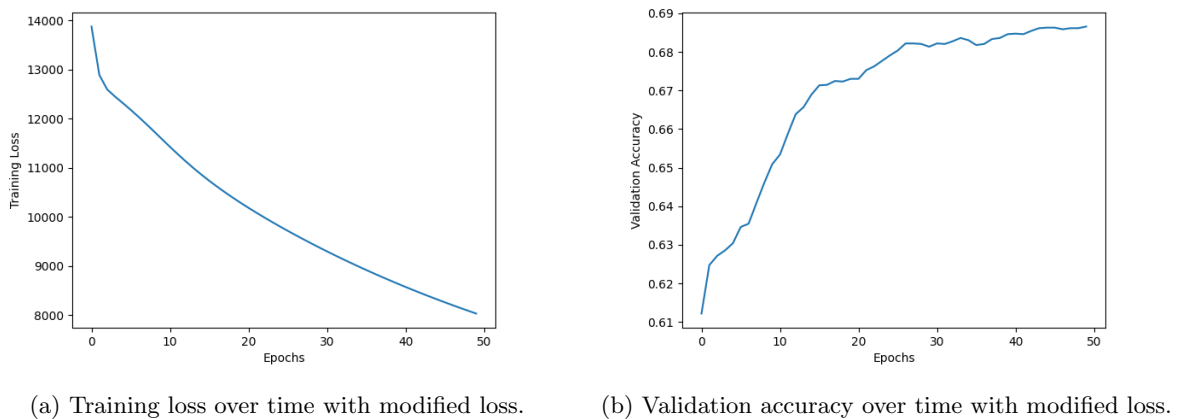 14000
13000
12000
11000
10000
9000
8000
Training Loss
0 10 20 30 40 50
Epochs
(a) Training loss over time with modified loss.
0.69
0.68
0.67
0.66
0.65
0.64
0.63
0.62
0.61
Validation Accuracy
0 10 20 30 40 50
Epochs
(b) Validation accuracy over time with modified loss.